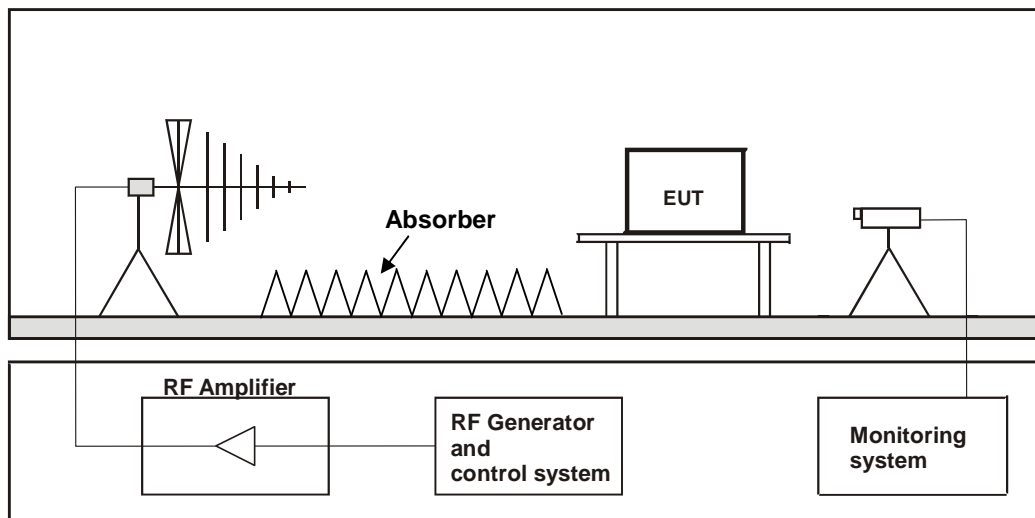 EUT
Absorber
RF Amplifier
RF Generator
and
control system
Monitoring
system